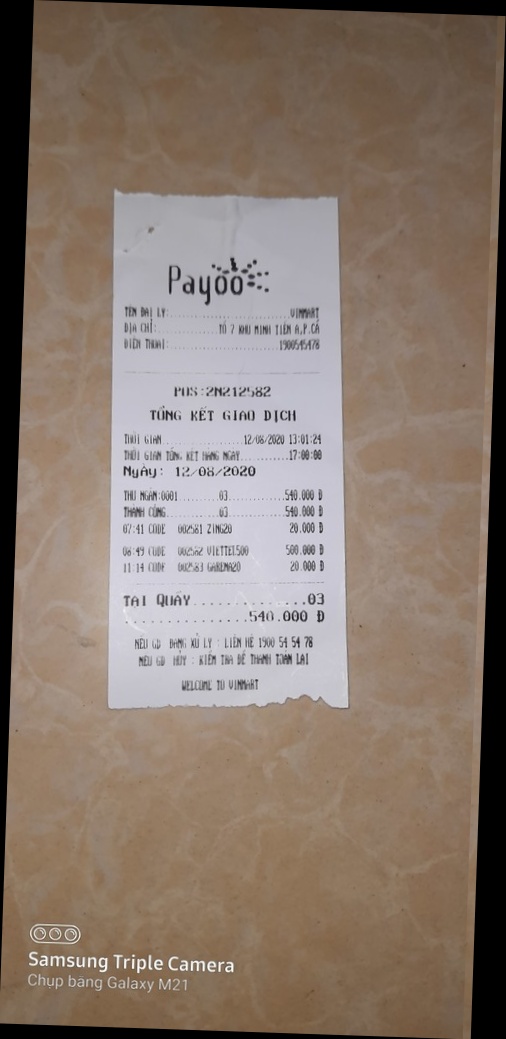 Payoo
TÊN ĐẠI LÝ:..............................VINMART
ĐỊA CHỈ:..............TỔ 7 KHU MINH TIẾN A,P.CẢ
ĐIỆN THOẠI:...........................1900545478
POS:2N212582
TỔNG KẾT GIAO DỊCH
THỜI GIAN....................12/08/2020 13:01:24
THỜI GIAN TỔNG KẾT HÀNG NGÀY............17:00:00
Ngày: 12/08/2020
THU NGÂN:0001.........03..............540.000 Đ
THÀNH CÔNG............03..............540.000 Đ
07:41 CODE 002581 ZING20 20.000 Đ
08:49 CODE 002582 VIETTEL500 500.000 Đ
11:14 CODE 002583 GARENA20 20.000 Đ
TẠI QUẦY..............03
...............540.000 Đ
NẾU GD ĐANG XỬ LÝ : LIÊN HỆ 1900 54 54 78
NẾU GD HỦY : KIỂM TRA ĐỂ THANH TOÁN LẠI
WELCOME TO VINMART
Samsung Triple Camera
Chụp bằng Galaxy M21